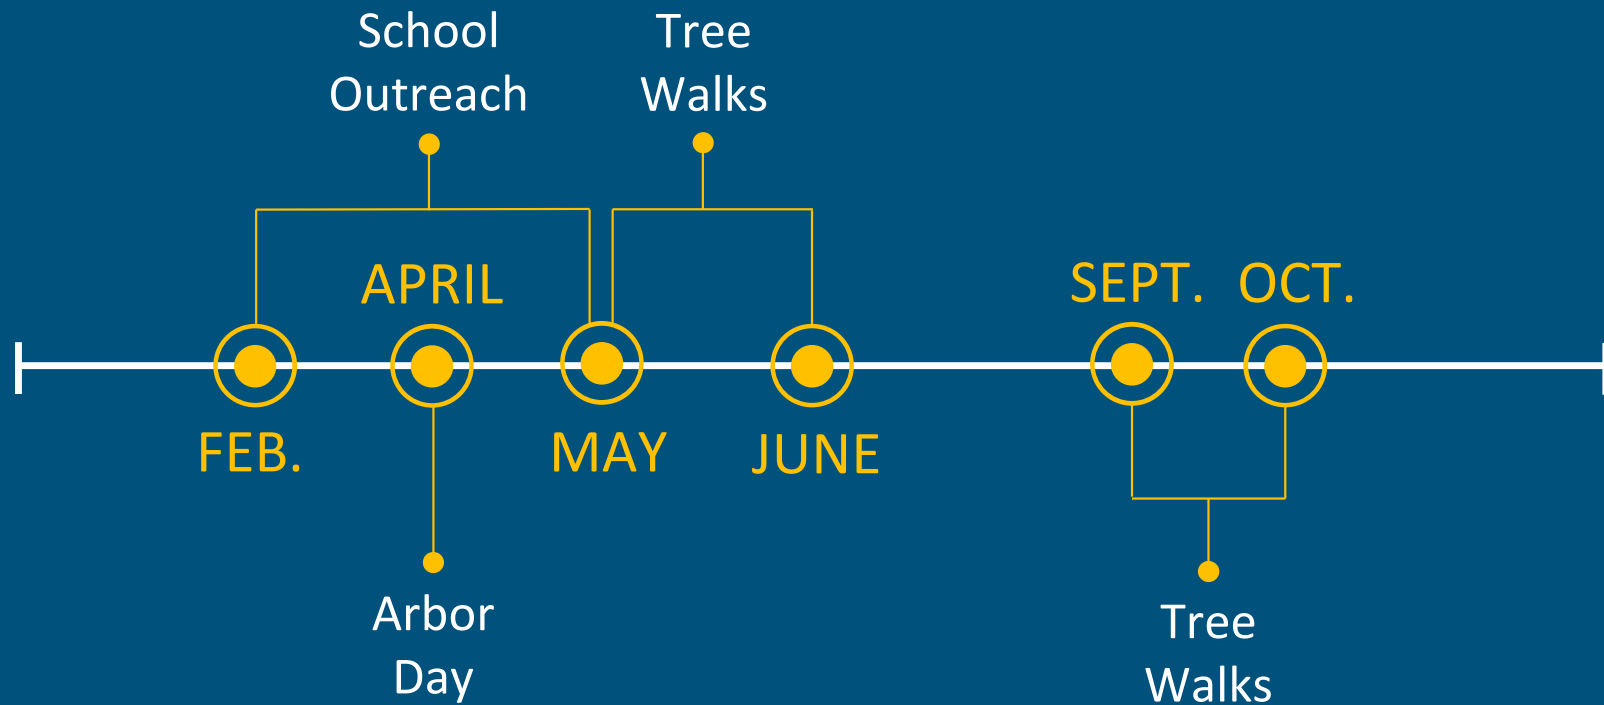 School
Outreach
Tree
Walks
APRIL
SEPT.
OCT.
FEB.
MAY
JUNE
Arbor
Day
Tree
Walks